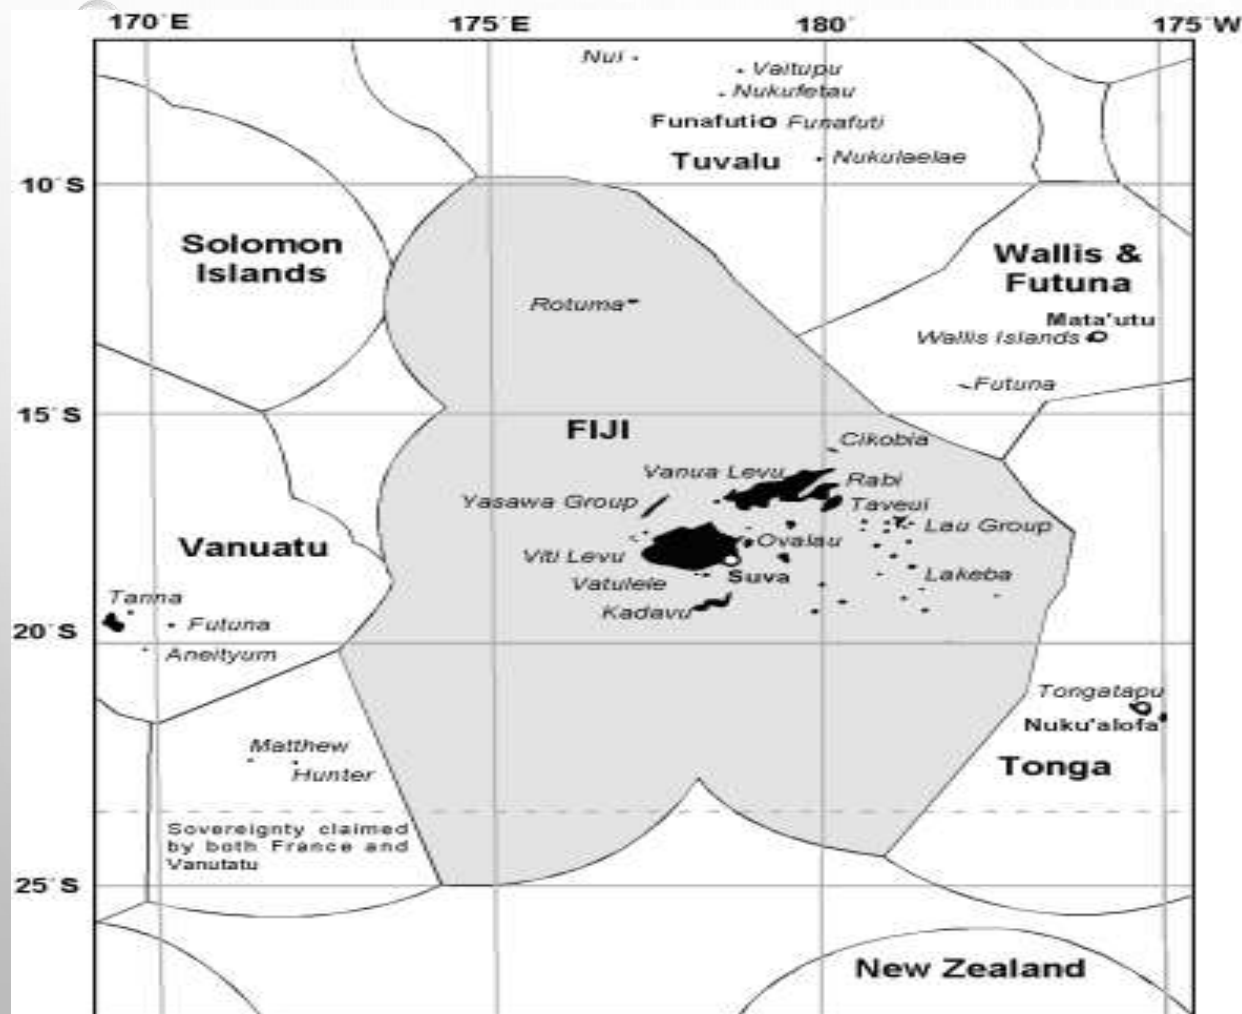 170°E 175°E 180° 175°W
Nui
Vaitupu
Nukufetau
Funafuti Funafuti
Tuvalu
Nukulaelae
10°S
Solomon
Islands
Wallis &
Futuna
Rotuma
Mata'utu
Wallis Islands
Futuna
15°S
FIJI
Cikobia
Vanua Levu
Rabi
Yasawa Group
Taveui
Lau Group
Vanuatu
Viti Levu
Ovalau
Suva
Lakeba
Vatulele
Tanna
Kadavu
Futuna
20°S
Aneityum
Tongatapu
Nuku'alofa
Matthew
Hunter
Tonga
Sovereignty claimed
by both France and
Vanutatu
25°S
New Zealand